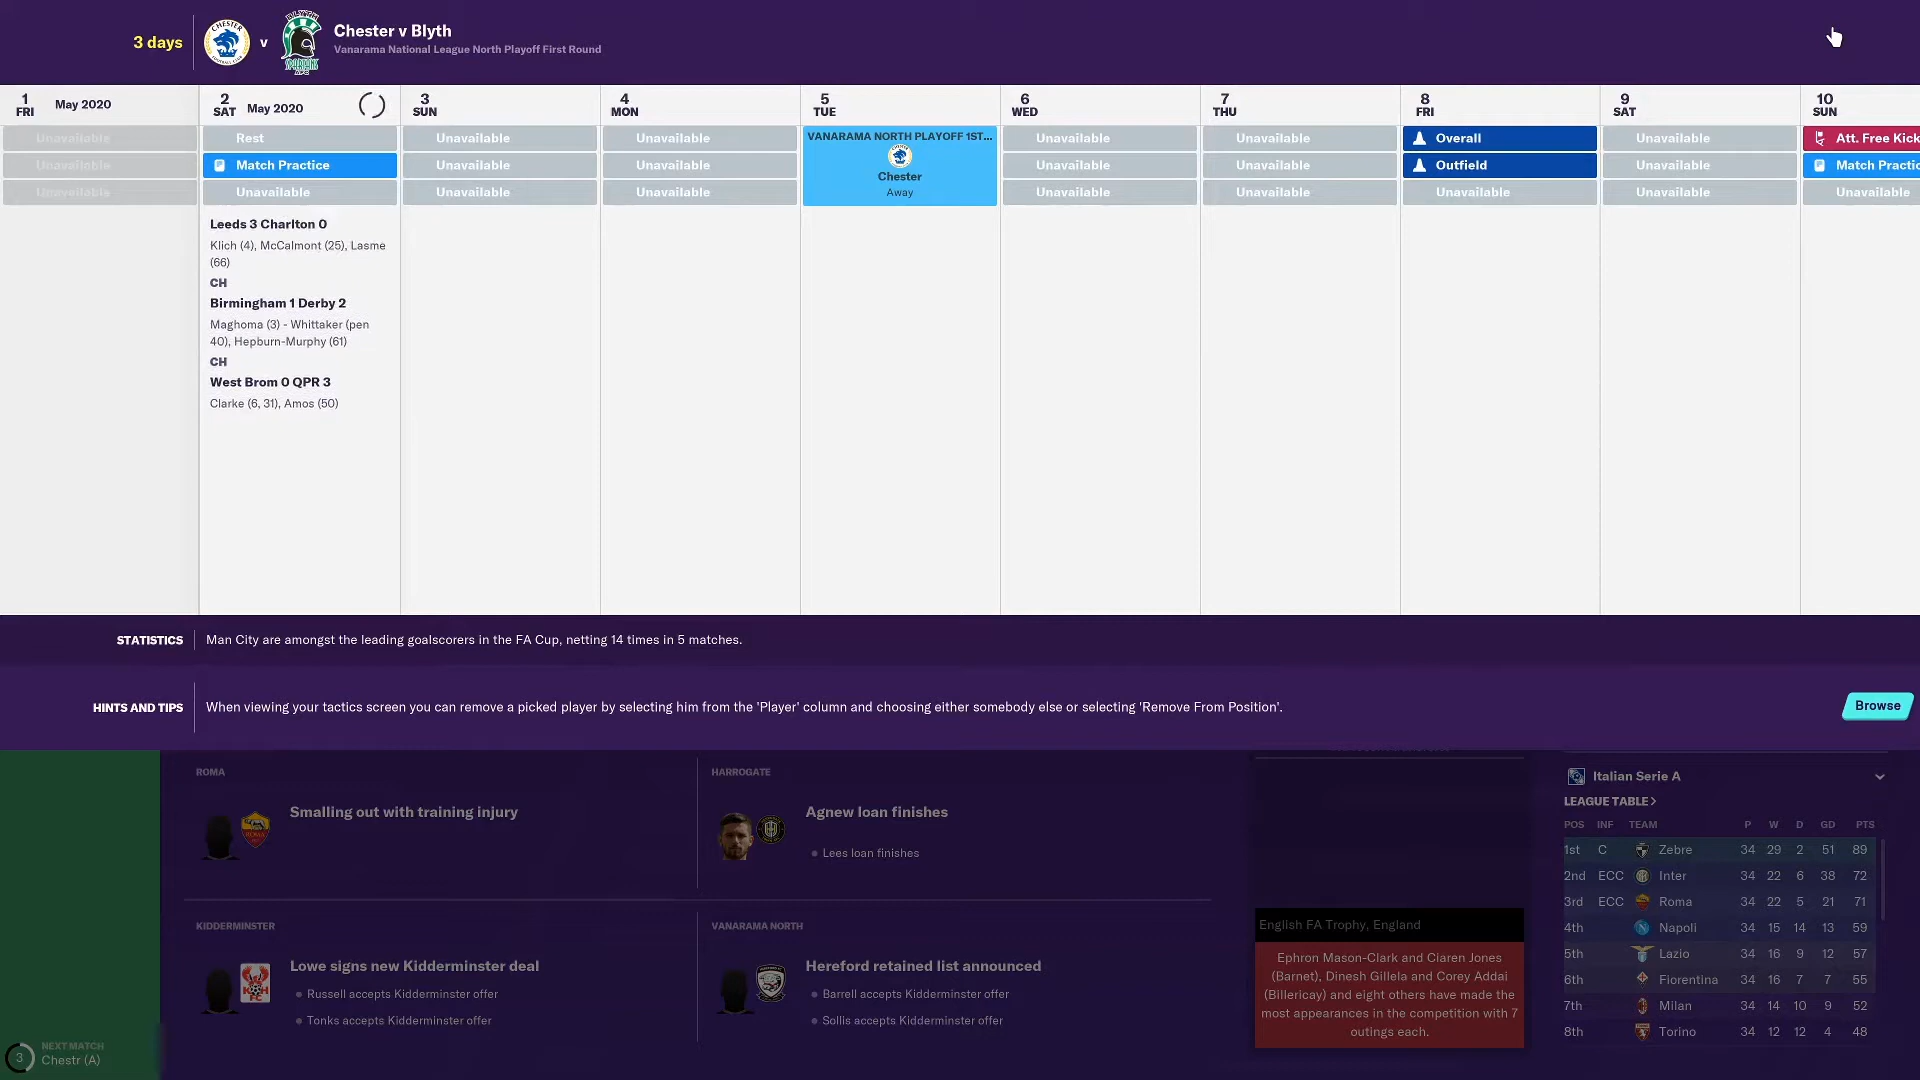 3 days
v
Chester v Blyth
Vanarama National League North Playoff First Round
1
FRI
May 2020
2
SAT
May 2020
3
SUN
4
MON
5
TUE
6
WED
7
THU
8
FRI
9
SAT
10
SUN
Unavailable
Unavailable
Unavailable
Rest
Match Practice
Unavailable
Unavailable
Unavailable
Unavailable
Unavailable
Unavailable
Unavailable
VANARAMA NORTH PLAYOFF 1ST...
Chester
Away
Unavailable
Unavailable
Unavailable
Unavailable
Unavailable
Unavailable
Overall
Outfield
Unavailable
Unavailable
Unavailable
Unavailable
Att. Free Kick
Match Practic
Unavailable
Leeds 3 Charlton 0
Klich (4), McCalmont (25), Lasme
(66)
CH
Birmingham 1 Derby 2
Maghoma (3) - Whittaker (pen
40), Hepburn-Murphy (61)
CH
West Brom 0 QPR 3
Clarke (6, 31), Amos (50)
STATISTICS
Man City are amongst the leading goalscorers in the FA Cup, netting 14 times in 5 matches.
HINTS AND TIPS
When viewing your tactics screen you can remove a picked player by selecting him from the 'Player' column and choosing either somebody else or selecting 'Remove From Position'.
Browse
ROMA
Smalling out with training injury
HARROGATE
Agnew loan finishes
Lees loan finishes
KIDDERMINSTER
Lowe signs new Kidderminster deal
Russell accepts Kidderminster offer
Tonks accepts Kidderminster offer
VANARAMA NORTH
Hereford retained list announced
Barrell accepts Kidderminster offer
Sollis accepts Kidderminster offer
English FA Trophy, England
Ephron Mason-Clark and Ciaren Jones
(Barnet), Dinesh Gillela and Corey Addai
(Billericay) and eight others have made the
most appearances in the competition with 7
outings each.
Italian Serie A
LEAGUE TABLE >
POS INF TEAM P W D GD PTS
1st C Zebre 34 29 2 51 89
2nd ECC Inter 34 22 6 38 72
3rd ECC Roma 34 22 5 21 71
4th Napoli 34 15 14 13 59
5th Lazio 34 16 9 12 57
6th Fiorentina 34 16 7 7 55
7th Milan 34 14 10 9 52
8th Torino 34 12 12 4 48
3
NEXT MATCH
Chestr (A)